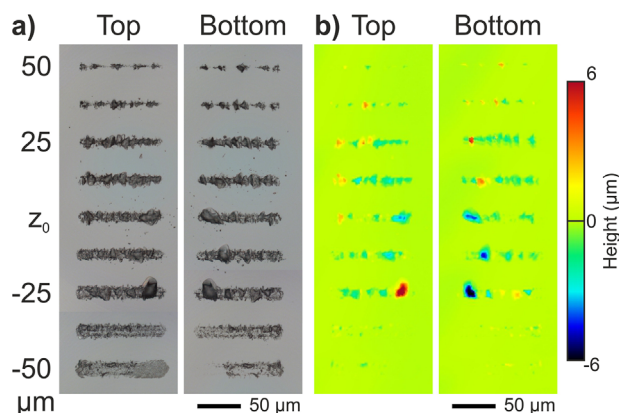 a) Top Bottom b) Top Bottom
50
25
z₀
-25
-50
µm
50 µm
50 µm
6
0
-6
Height (µm)